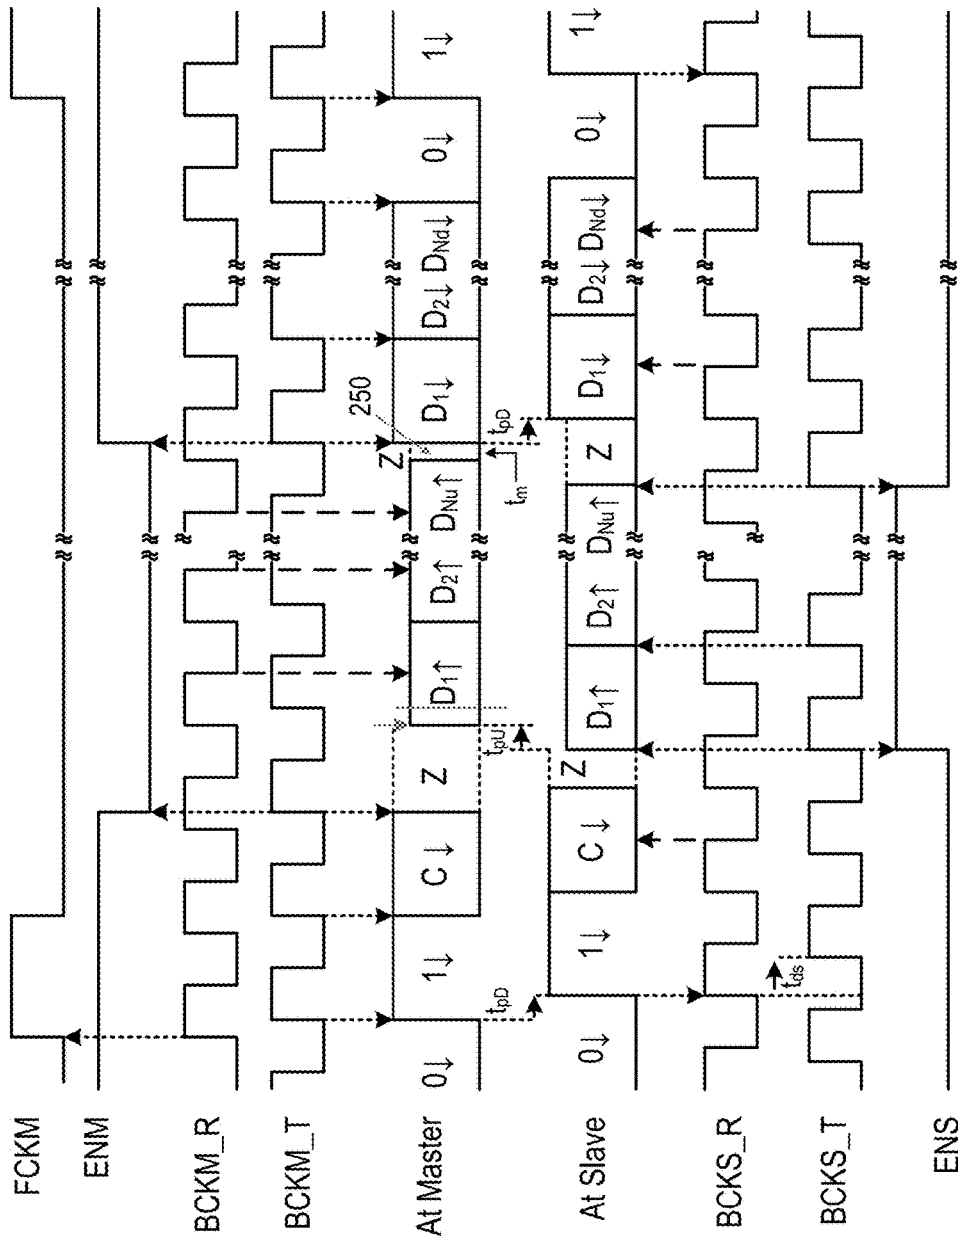 FCKM
ENM
BCKM_R
BCKM_T
At Master
0↓ 1↓ C↓ Z D1↑ D2↑ DNu↑ Z D1↓ D2↓ DNd↓ 0↓ 1↓
250
tpD tpU tm tpD
At Slave
0↓ 1↓ C↓ Z D1↑ D2↑ DNu↑ Z D1↓ D2↓ DNd↓ 0↓ 1↓
BCKS_R
tds
BCKS_T
ENS